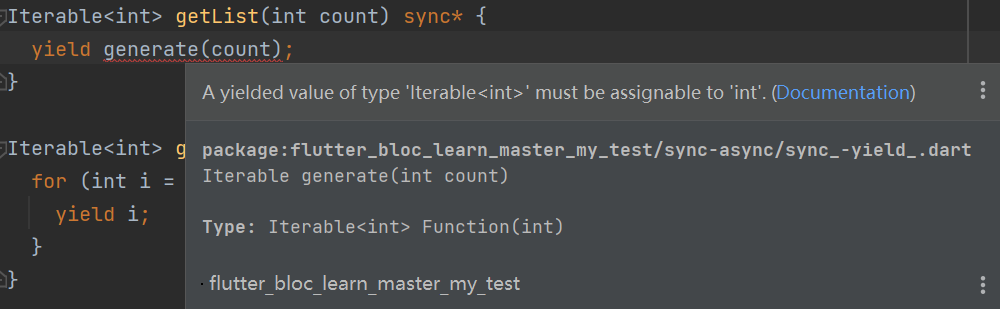 Iterable<int> getList(int count) sync* {
yield generate(count);
}
A yielded value of type 'Iterable<int>' must be assignable to 'int'. (Documentation)
package:flutter_bloc_learn_master_my_test/sync-async/sync_-yield_.dart
Iterable generate(int count)
Type: Iterable<int> Function(int)
· flutter_bloc_learn_master_my_test
Iterable<int> g
for (int i =
yield i;
}
}